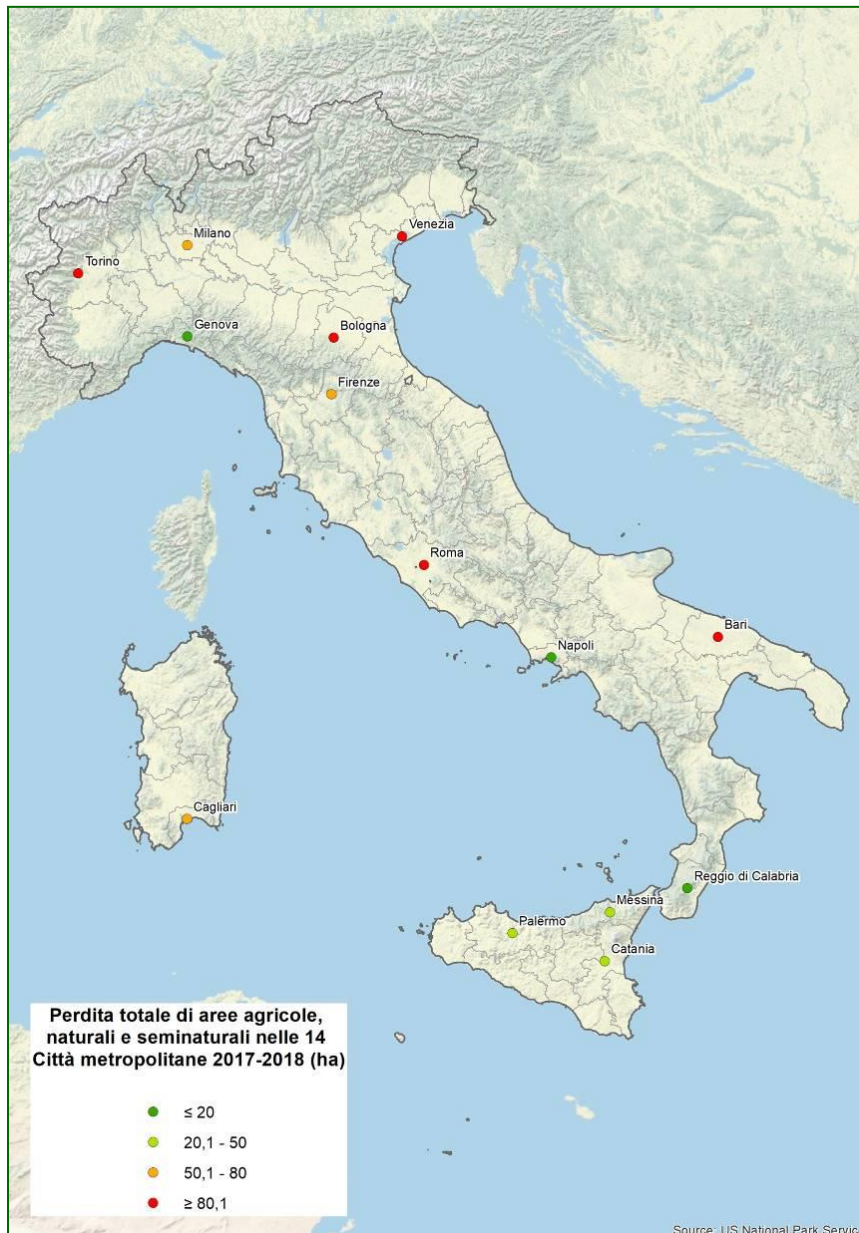 Venezia
Milano
Torino
Genova
Bologna
Firenze
Roma
Bari
Napoli
Cagliari
Reggio di Calabria
Messina
Palermo
Catania
Perdita totale di aree agricole,
naturali e seminaturali nelle 14
Città metropolitane 2017-2018 (ha)
≤ 20
20,1 - 50
50,1 - 80
≥ 80,1
Source: US National Park Service